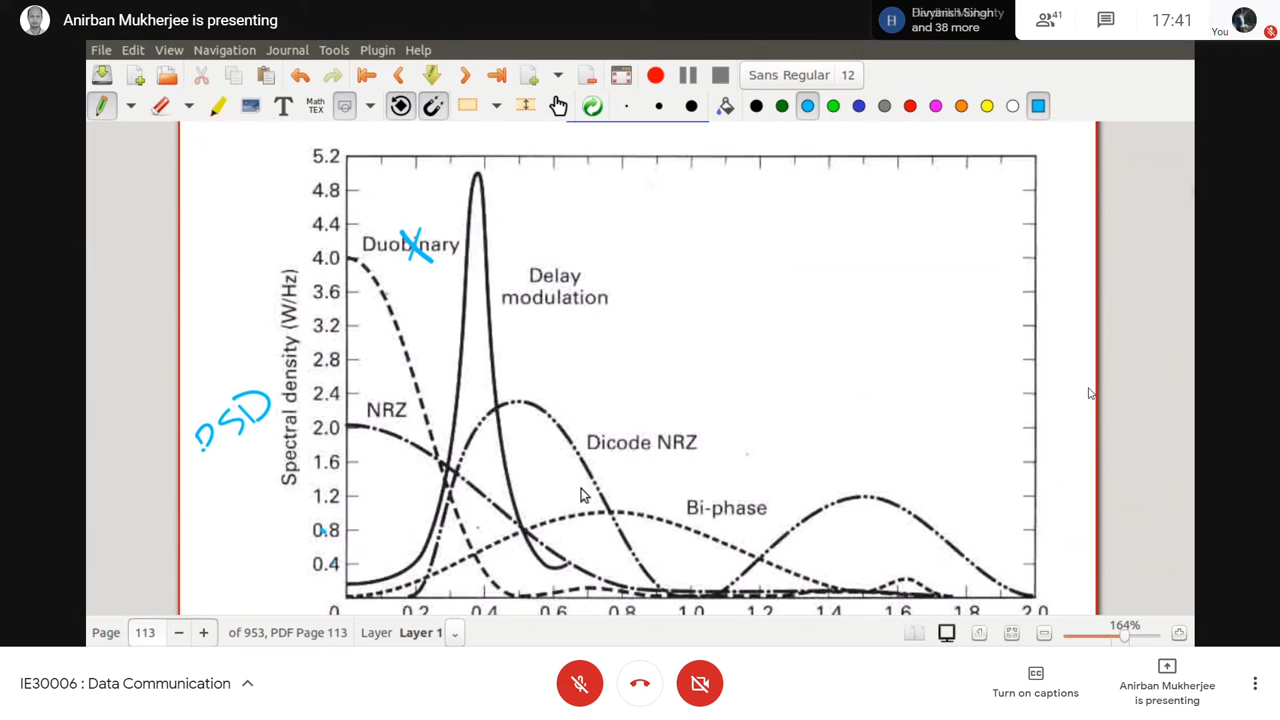 Anirban Mukherjee is presenting
and 38 more
41
17:41
You
File Edit View Navigation Journal Tools Plugin Help
Sans Regular 12
T
Math
TEX
5.2
4.8
4.4
Duobinary
4.0
Delay
modulation
3.6
3.2
2.8
2.4
NRZ
PSD
Spectral density (W/Hz)
2.0
Dicode NRZ
1.6
1.2
Bi-phase
0.8
0.4
0 0.2 0.4 0.6 0.8 1.0 1.2 1.4 1.6 1.8 2.0
Page 113 of 953, PDF Page 113 Layer Layer 1 164%
IE30006 : Data Communication
Turn on captions
Anirban Mukherjee
is presenting